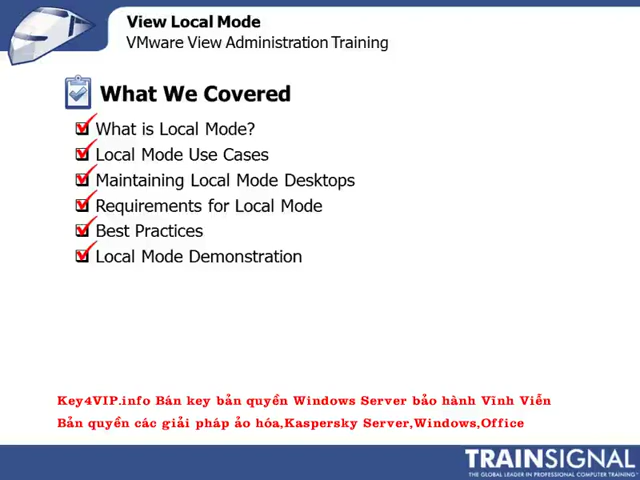 View Local Mode
VMware View Administration Training
What We Covered
What is Local Mode?
Local Mode Use Cases
Maintaining Local Mode Desktops
Requirements for Local Mode
Best Practices
Local Mode Demonstration
Key4VIP.info Bán key bản quyền Windows Server bảo hành Vĩnh Viễn
Bản quyền các giải pháp ảo hóa,Kaspersky Server,Windows,Office
TRAINSIGNAL
THE GLOBAL LEADER IN PROFESSIONAL COMPUTER TRAINING